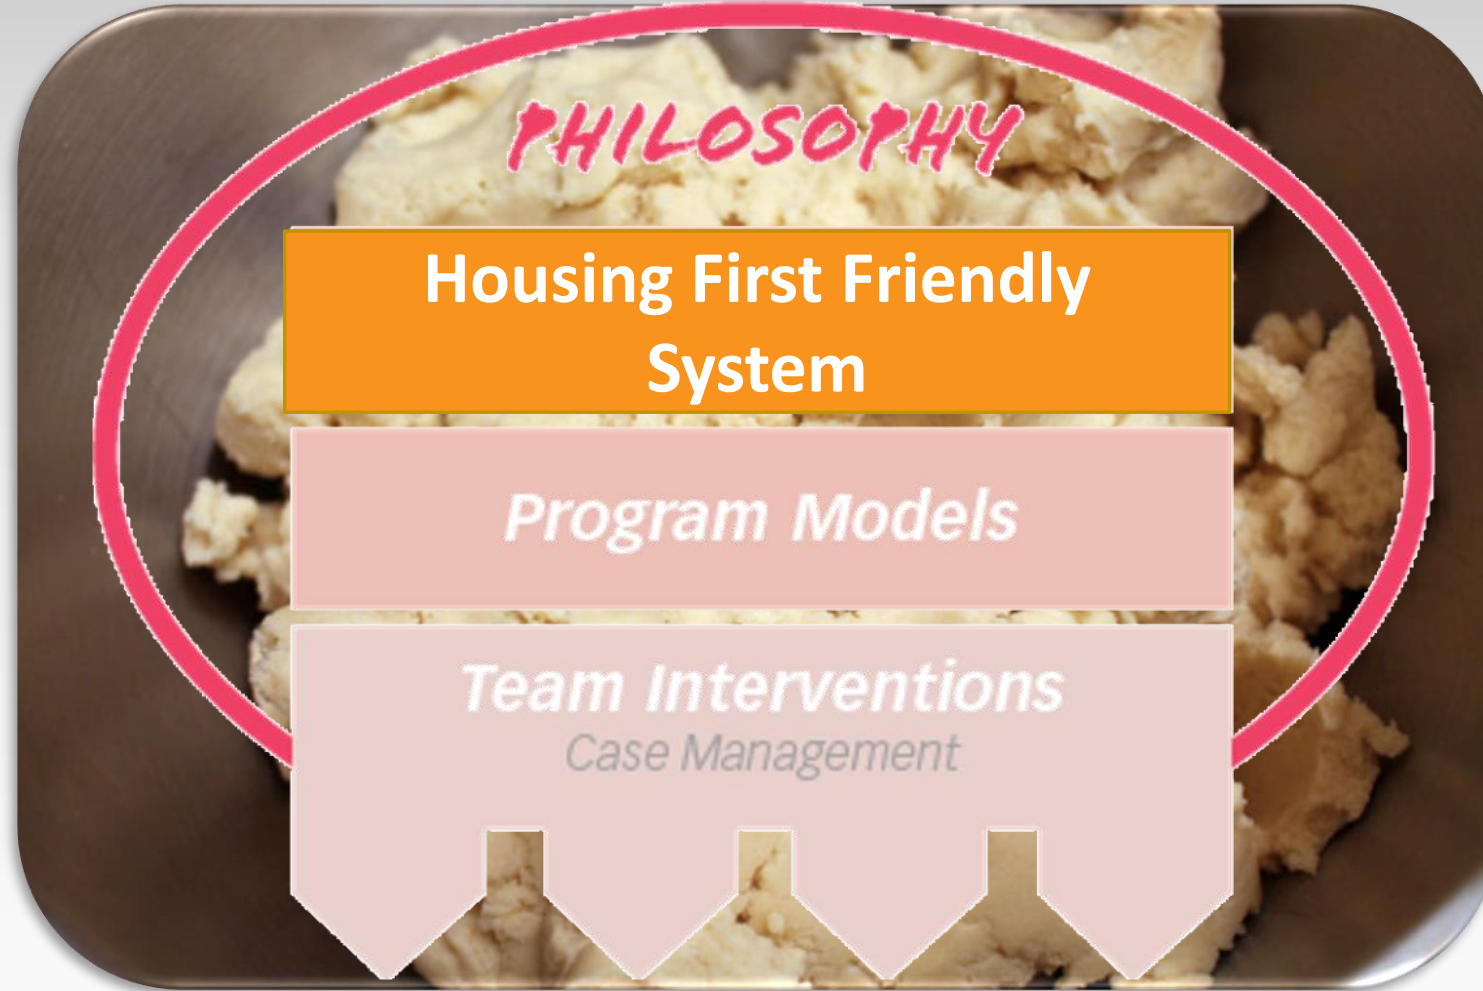 PHILOSOPHY
Housing First Friendly
System
Program Models
Team Interventions
Case Management